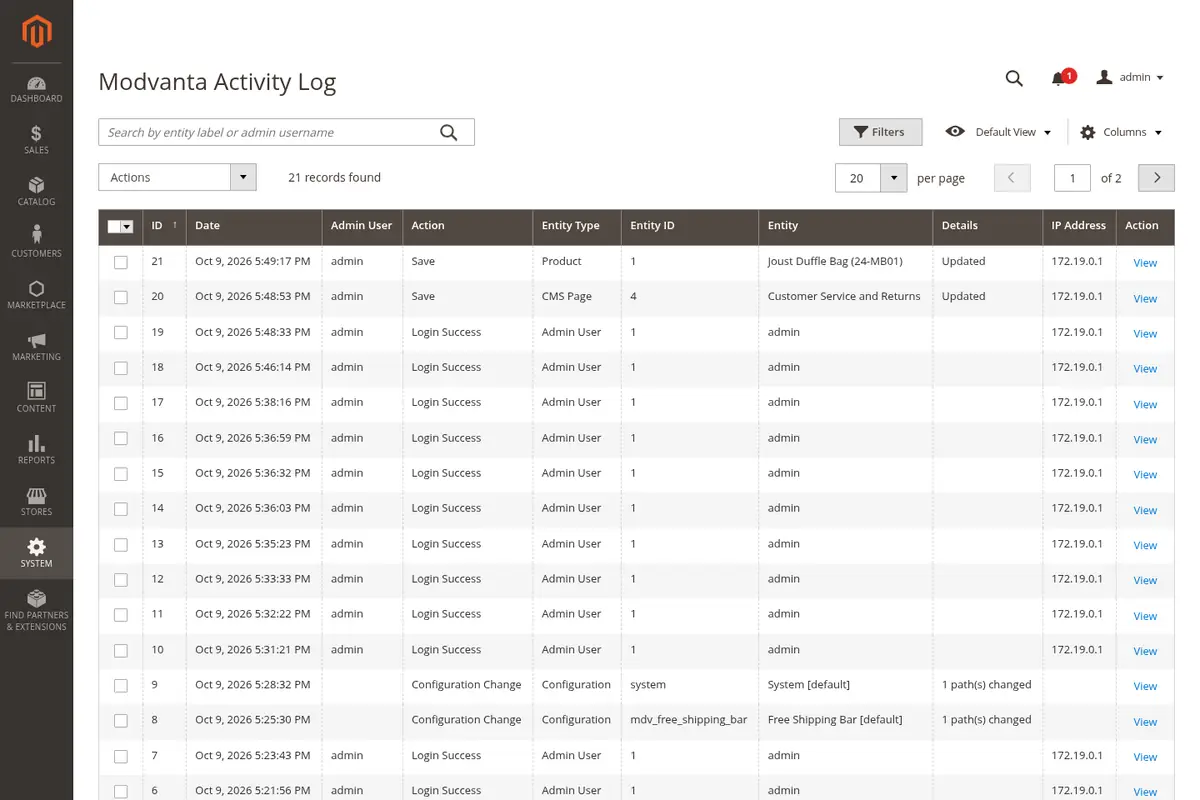 Modvanta Activity Log
1
admin
Search by entity label or admin username
Filters
Default View
Columns
Actions
21 records found
20
per page
1
of 2
DASHBOARD
SALES
CATALOG
CUSTOMERS
MARKETPLACE
MARKETING
CONTENT
REPORTS
STORES
SYSTEM
FIND PARTNERS
& EXTENSIONS
ID ↑ Date Admin User Action Entity Type Entity ID Entity Details IP Address Action
21 Oct 9, 2026 5:49:17 PM admin Save Product 1 Joust Duffle Bag (24-MB01) Updated 172.19.0.1 View
20 Oct 9, 2026 5:48:53 PM admin Save CMS Page 4 Customer Service and Returns Updated 172.19.0.1 View
19 Oct 9, 2026 5:48:33 PM admin Login Success Admin User 1 admin 172.19.0.1 View
18 Oct 9, 2026 5:46:14 PM admin Login Success Admin User 1 admin 172.19.0.1 View
17 Oct 9, 2026 5:38:16 PM admin Login Success Admin User 1 admin 172.19.0.1 View
16 Oct 9, 2026 5:36:59 PM admin Login Success Admin User 1 admin 172.19.0.1 View
15 Oct 9, 2026 5:36:32 PM admin Login Success Admin User 1 admin 172.19.0.1 View
14 Oct 9, 2026 5:36:03 PM admin Login Success Admin User 1 admin 172.19.0.1 View
13 Oct 9, 2026 5:35:23 PM admin Login Success Admin User 1 admin 172.19.0.1 View
12 Oct 9, 2026 5:33:33 PM admin Login Success Admin User 1 admin 172.19.0.1 View
11 Oct 9, 2026 5:32:22 PM admin Login Success Admin User 1 admin 172.19.0.1 View
10 Oct 9, 2026 5:31:21 PM admin Login Success Admin User 1 admin 172.19.0.1 View
9 Oct 9, 2026 5:28:32 PM Configuration Change Configuration system System [default] 1 path(s) changed View
8 Oct 9, 2026 5:25:30 PM Configuration Change Configuration mdv_free_shipping_bar Free Shipping Bar [default] 1 path(s) changed View
7 Oct 9, 2026 5:23:43 PM admin Login Success Admin User 1 admin 172.19.0.1 View
6 Oct 9, 2026 5:21:56 PM admin Login Success Admin User 1 admin 172.19.0.1 View